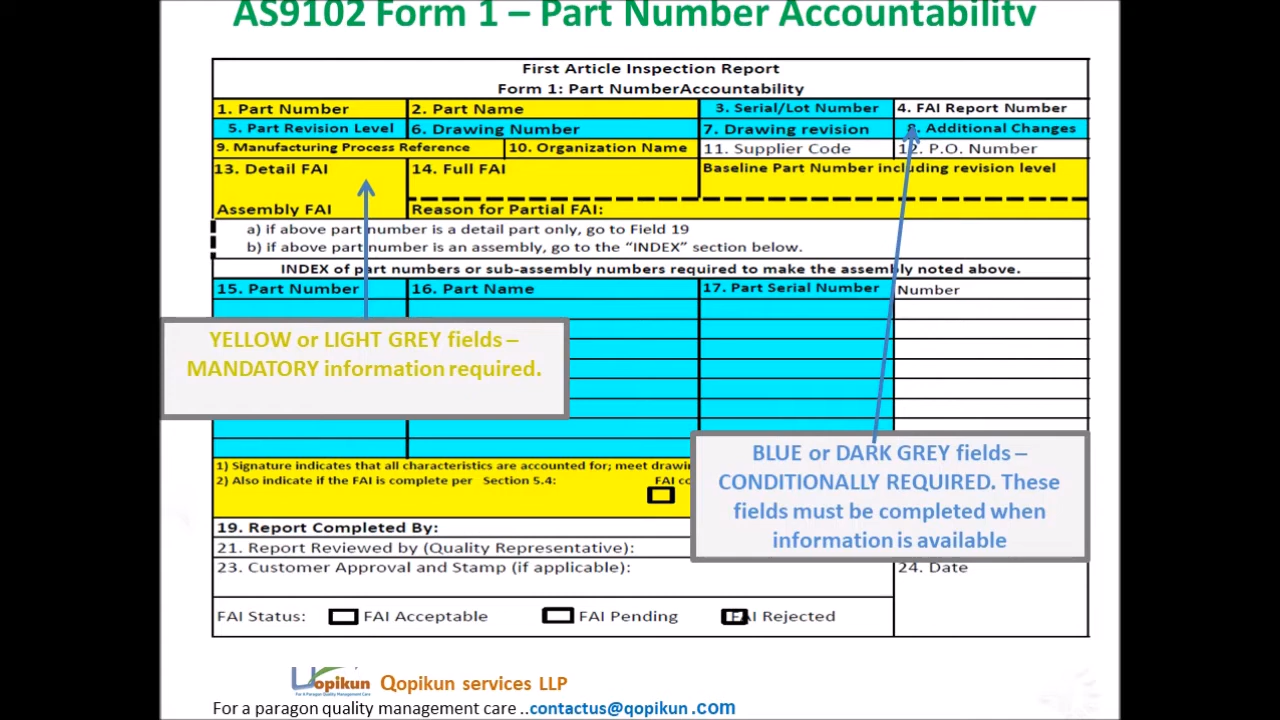 AS9102 Form 1 – Part Number Accountability
First Article Inspection Report
Form 1: Part NumberAccountability
1. Part Number 2. Part Name 3. Serial/Lot Number 4. FAI Report Number
5. Part Revision Level 6. Drawing Number 7. Drawing revision 8. Additional Changes
9. Manufacturing Process Reference 10. Organization Name 11. Supplier Code 12. P.O. Number
13. Detail FAI 14. Full FAI Baseline Part Number including revision level
Assembly FAI Reason for Partial FAI:
a) if above part number is a detail part only, go to Field 19
b) if above part number is an assembly, go to the “INDEX” section below.
INDEX of part numbers or sub-assembly numbers required to make the assembly noted above.
15. Part Number 16. Part Name 17. Part Serial Number Number
YELLOW or LIGHT GREY fields –
MANDATORY information required.
BLUE or DARK GREY fields –
CONDITIONALLY REQUIRED. These
fields must be completed when
information is available
1) Signature indicates that all characteristics are accounted for; meet
2) Also indicate if the FAI is complete per Section 5.4: FAI
19. Report Completed By:
21. Report Reviewed by (Quality Representative):
23. Customer Approval and Stamp (if applicable): 24. Date
FAI Status: FAI Acceptable FAI Pending FAI Rejected
Uopikun Qopikun services LLP
For A Paragon Quality Management Care
For a paragon quality management care ..contactus@qopikun .com